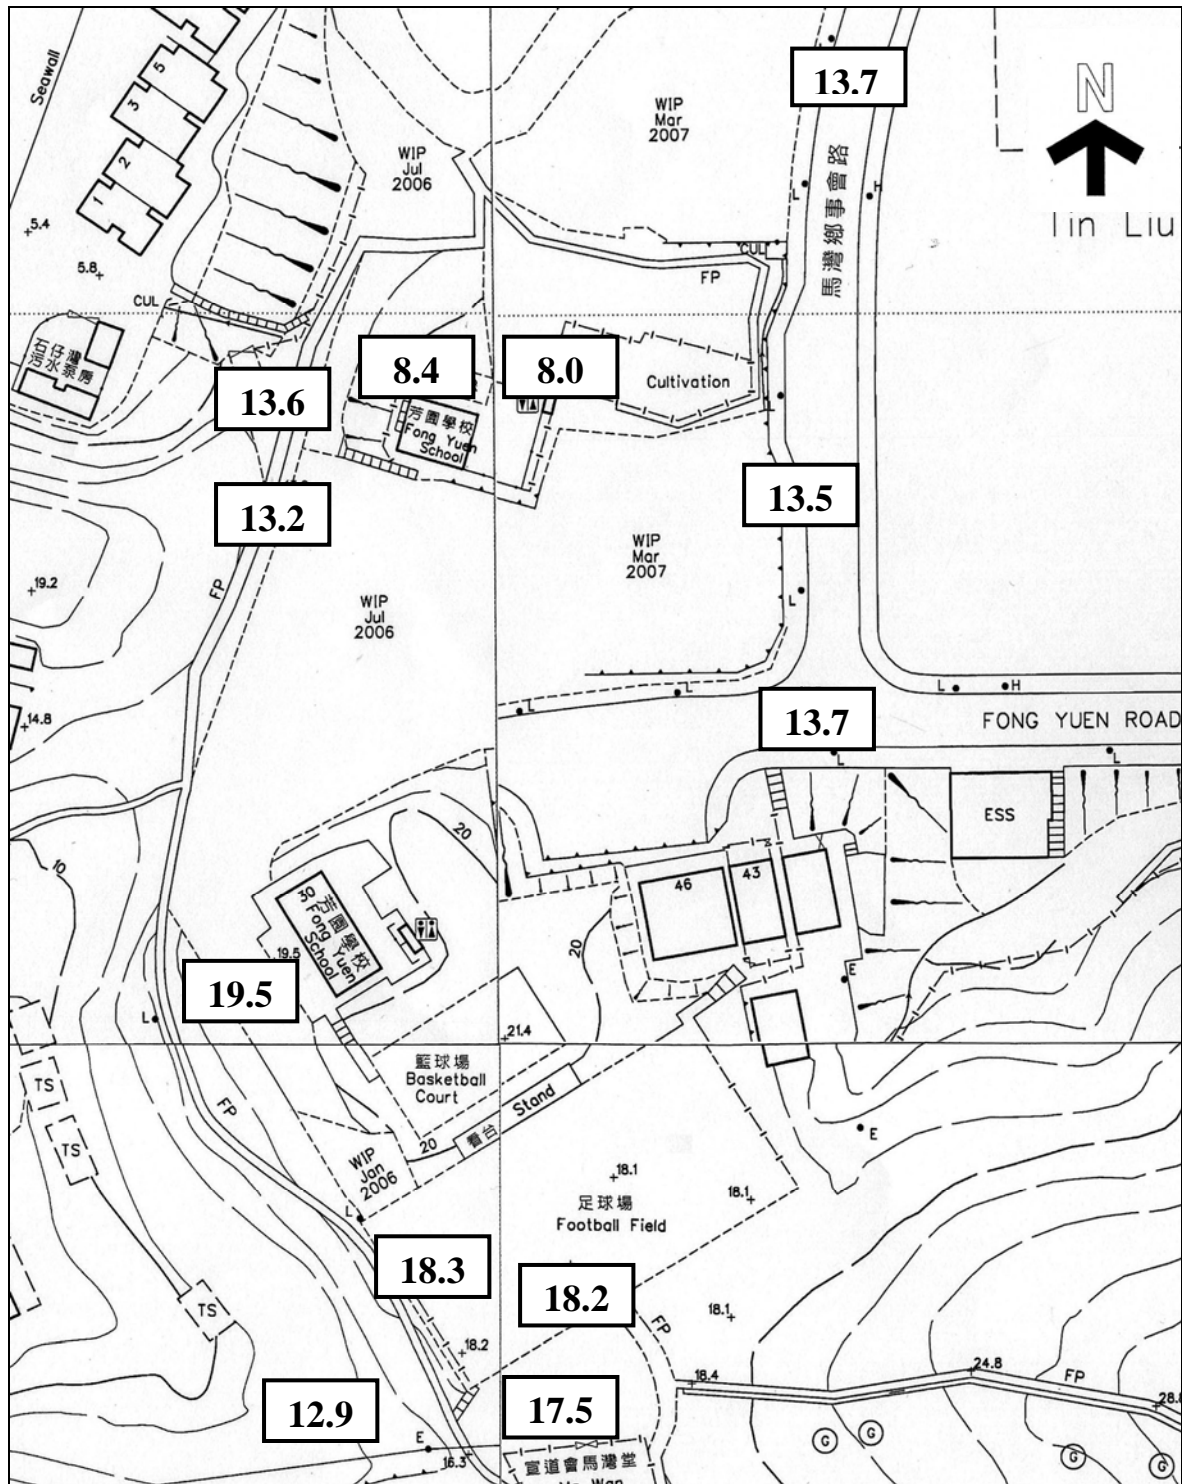 Seawall
5
3
2
1
5.4
5.8
CUL
WIP
Jul
2006
WIP
Mar
2007
13.7
N
Tin Liu
馬灣鄉事會路
L
H
L
CUL
FP
石仔灣
污水泵房
13.6
8.4
8.0
Cultivation
芳園學校
Fong Yuen
School
13.2
13.5
WIP
Mar
2007
19.2
FP
WIP
Jul
2006
L
14.8
L
L
L
H
13.7
FONG YUEN ROAD
L
L
ESS
20
10
46
43
30
芳園學校
Fong Yuen
School
19.5
20
19.5
E
L
21.4
籃球場
Basketball
Court
TS
FP
看台 Stand
TS
20
E
WIP
Jan
2006
18.1
18.1
足球場
Football Field
L
18.3
18.2
TS
18.1
FP
18.2
18.4
24.8
FP
28.8
12.9
17.5
G
G
G
G
E
16.3
宣道會馬灣堂